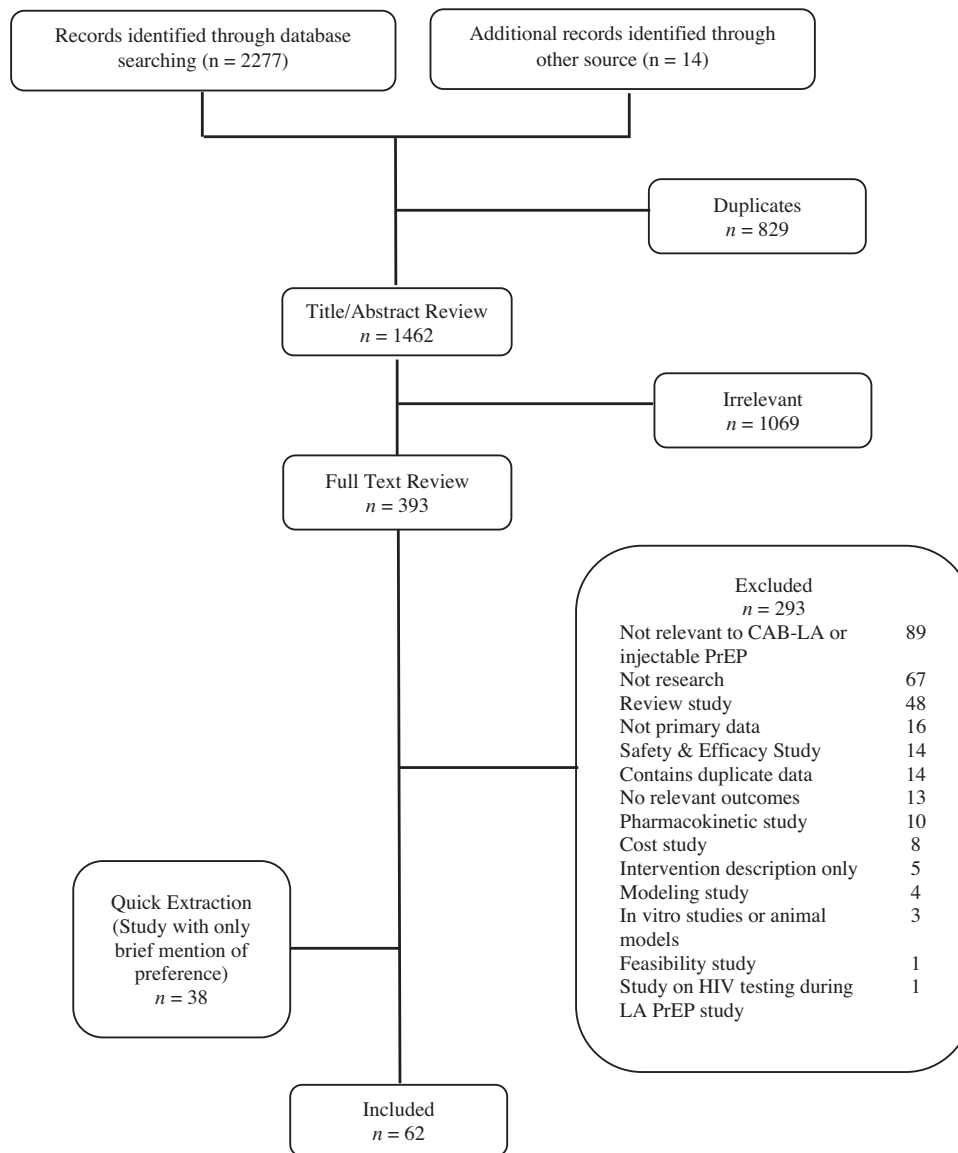 Records identified through database
searching (n = 2277)
Additional records identified through
other source (n = 14)
Duplicates
n = 829
Title/Abstract Review
n = 1462
Irrelevant
n = 1069
Full Text Review
n = 393
Excluded
n = 293
Not relevant to CAB-LA or 89
injectable PrEP
Not research 67
Review study 48
Not primary data 16
Safety & Efficacy Study 14
Contains duplicate data 14
No relevant outcomes 13
Pharmacokinetic study 10
Cost study 8
Intervention description only 5
Modeling study 4
In vitro studies or animal 3
models
Feasibility study 1
Study on HIV testing during 1
LA PrEP study
Quick Extraction
(Study with only
brief mention of
preference)
n = 38
Included
n = 62